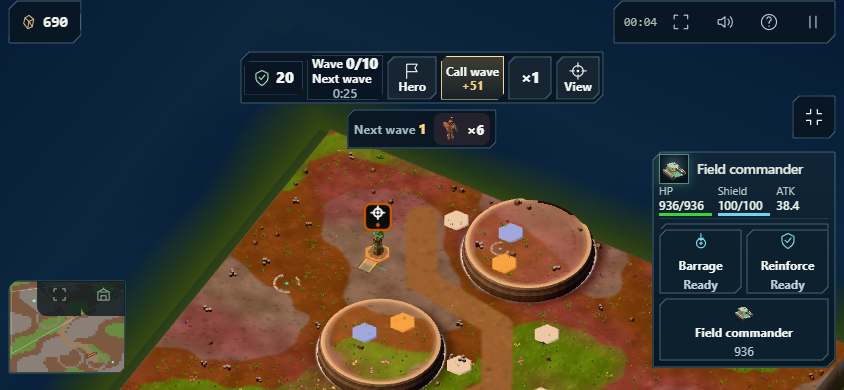 690
00:04
20
Wave 0/10
Next wave
0:25
Hero
Call wave
+51
×1
View
Next wave 1
×6
Field commander
HP Shield ATK
936/936 100/100 38.4
Barrage
Ready
Reinforce
Ready
Field commander
936